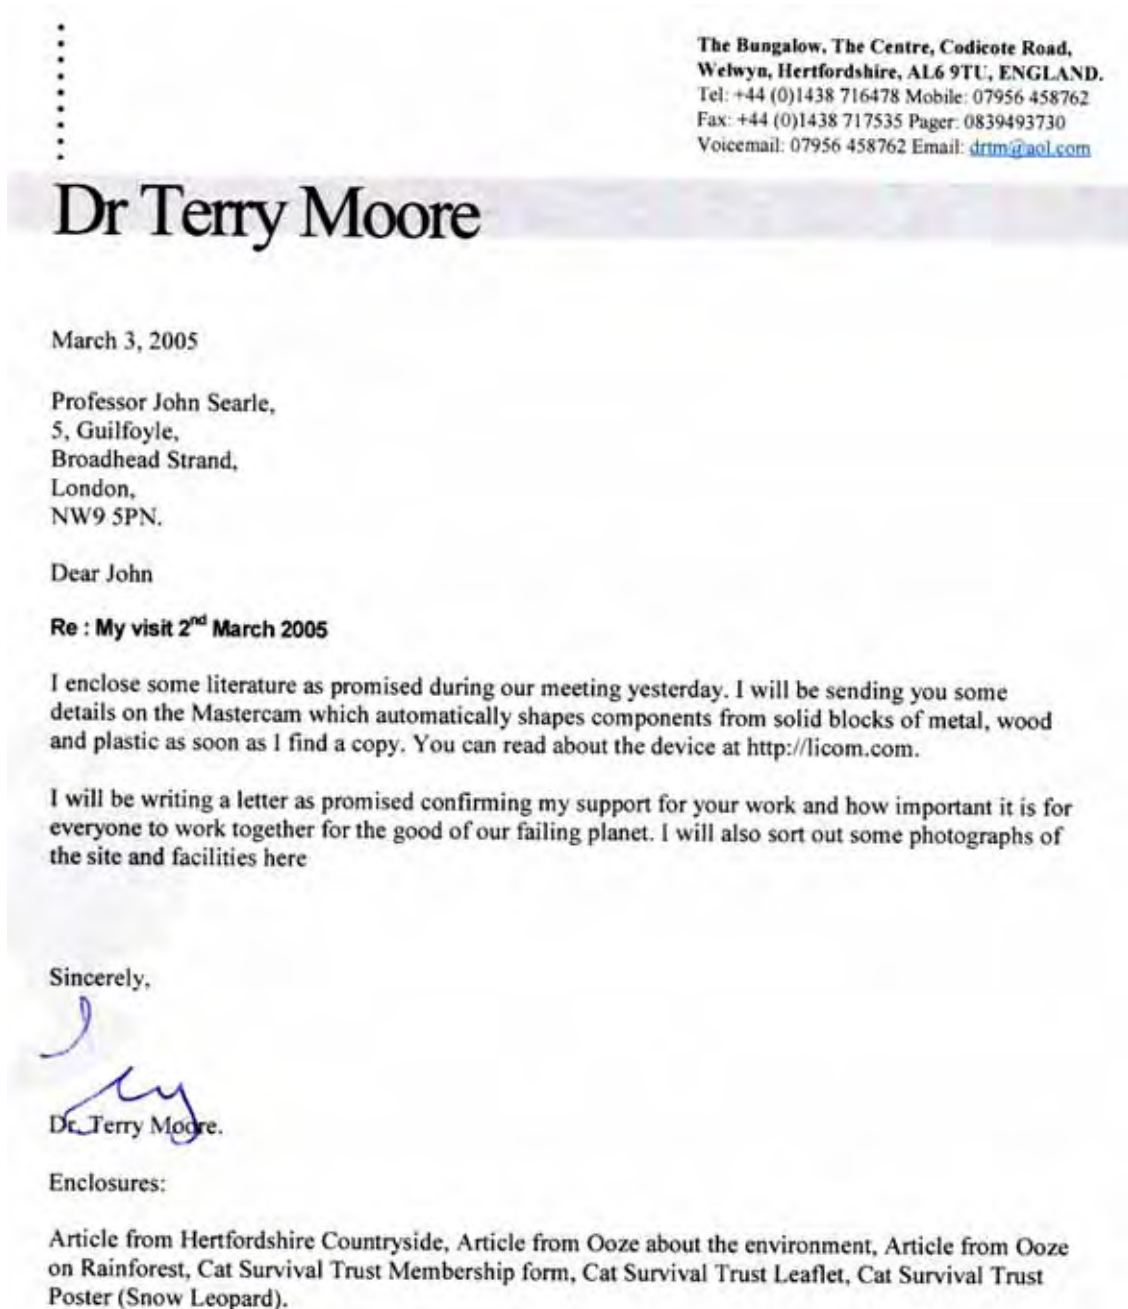 The Bungalow, The Centre, Codicote Road,
Welwyn, Hertfordshire, AL6 9TU, ENGLAND.
Tel: +44 (0)1438 716478 Mobile: 07956 458762
Fax: +44 (0)1438 717535 Pager: 0839493730
Voicemail: 07956 458762 Email: drtm@aol.com
Dr Terry Moore
March 3, 2005
Professor John Searle,
5, Guilfoyle,
Broadhead Strand,
London,
NW9 5PN.
Dear John
Re : My visit 2nd March 2005
I enclose some literature as promised during our meeting yesterday. I will be sending you some
details on the Mastercam which automatically shapes components from solid blocks of metal, wood
and plastic as soon as I find a copy. You can read about the device at http://licom.com.
I will be writing a letter as promised confirming my support for your work and how important it is for
everyone to work together for the good of our failing planet. I will also sort out some photographs of
the site and facilities here
Sincerely,
Dr. Terry Moore.
Enclosures:
Article from Hertfordshire Countryside, Article from Ooze about the environment, Article from Ooze
on Rainforest, Cat Survival Trust Membership form, Cat Survival Trust Leaflet, Cat Survival Trust
Poster (Snow Leopard).